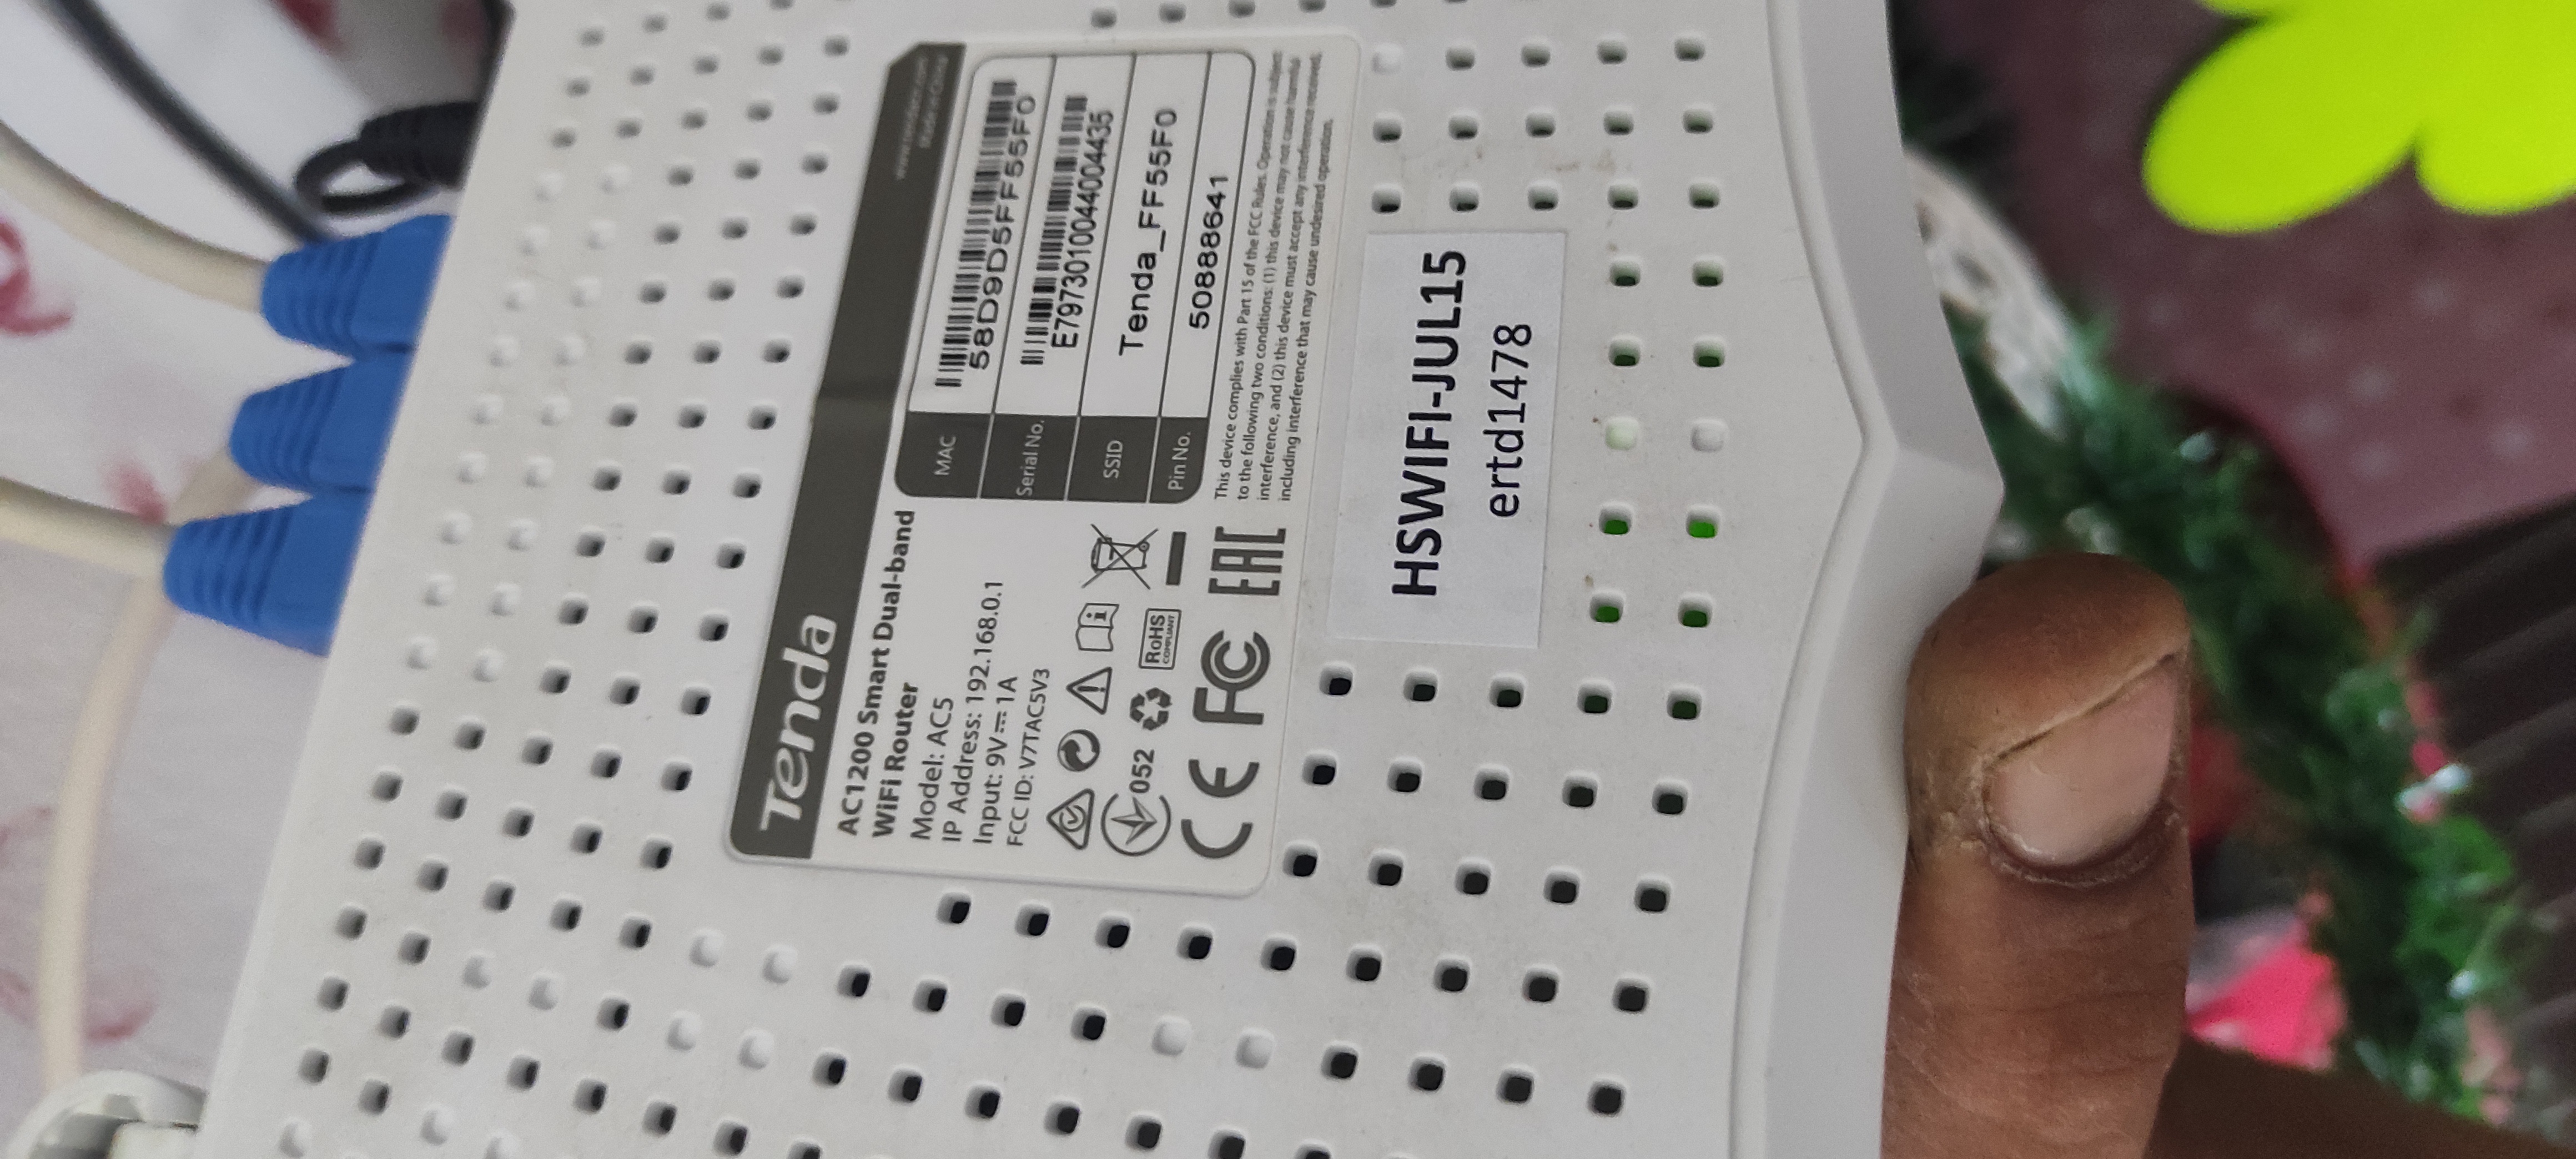 Tenda
AC1200 Smart Dual-band
WiFi Router
Model: AC5
IP Address: 192.168.0.1
Input: 9V⎓1A
FCC ID: V7TAC5V3
052
RoHS
COMPLIANT
CE FC EAC
MAC
58D9D5FF55F0
Serial No.
E7973010044004435
SSID
Tenda_FF55F0
Pin No.
50888641
This device complies with Part 15 of the FCC Rules. Operation is subject
to the following two conditions: (1) this device may not cause harmful
interference, and (2) this device must accept any interference received,
including interference that may cause undesired operation.
HSWIFI-JUL15
ertd1478